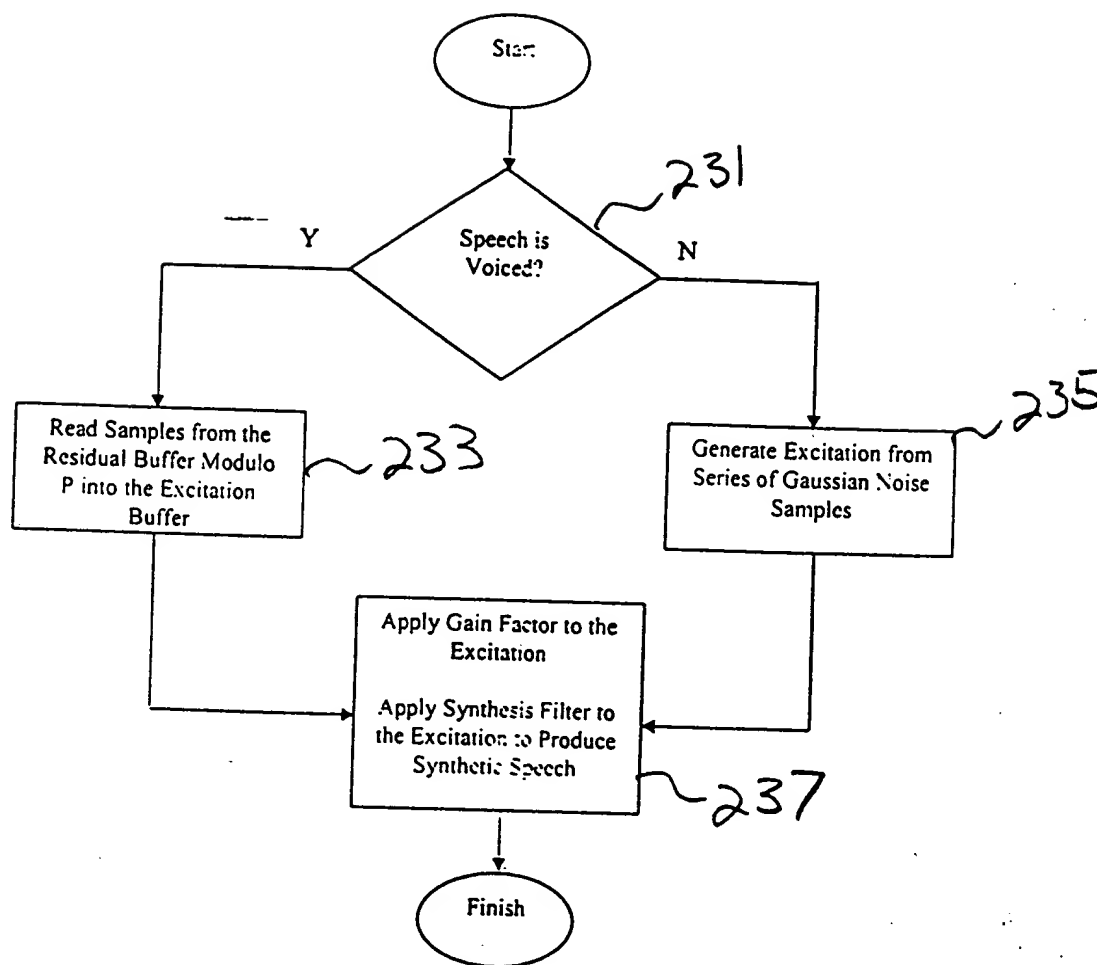 Start
231
Speech is
Voiced?
Y
N
Read Samples from the
Residual Buffer Modulo
P into the Excitation
Buffer
233
Generate Excitation from
Series of Gaussian Noise
Samples
235
Apply Gain Factor to the
Excitation
Apply Synthesis Filter to
the Excitation to Produce
Synthetic Speech
237
Finish